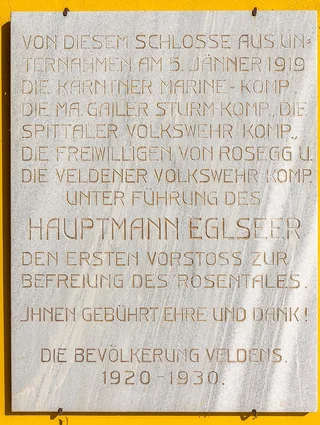 VON DIESEM SCHLOSSE AUS UN-
TERNAHMEN AM 5. JÄNNER 1919
DIE KÄRNTNER MARINE-KOMP.
DIE MA. GAILER STURM-KOMP., DIE
SPITTALER VOLKSWEHR KOMP.,
DIE FREIWILLIGEN VON ROSEGG U.
DIE VELDENER VOLKSWEHR KOMP.
UNTER FÜHRUNG DES
HAUPTMANN EGLSEER
DEN ERSTEN VORSTOSS ZUR
BEFREIUNG DES ROSENTALES.
JHNEN GEBÜHRT EHRE UND DANK!
DIE BEVÖLKERUNG VELDENS.
1920-1930.